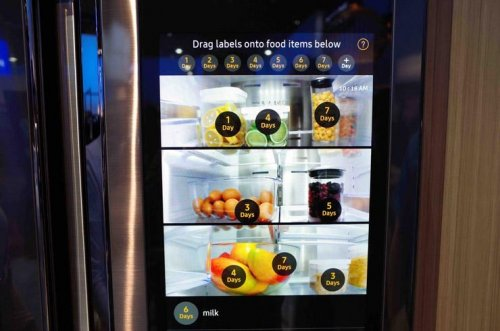 Drag labels onto food items below ?
1 Day 2 Days 3 Days 4 Days 5 Days 6 Days 7 Days + Day
10:16 AM
1 Day 4 Days 7 Days
3 Days 5 Days
4 Days 7 Days 3 Days
6 Days milk